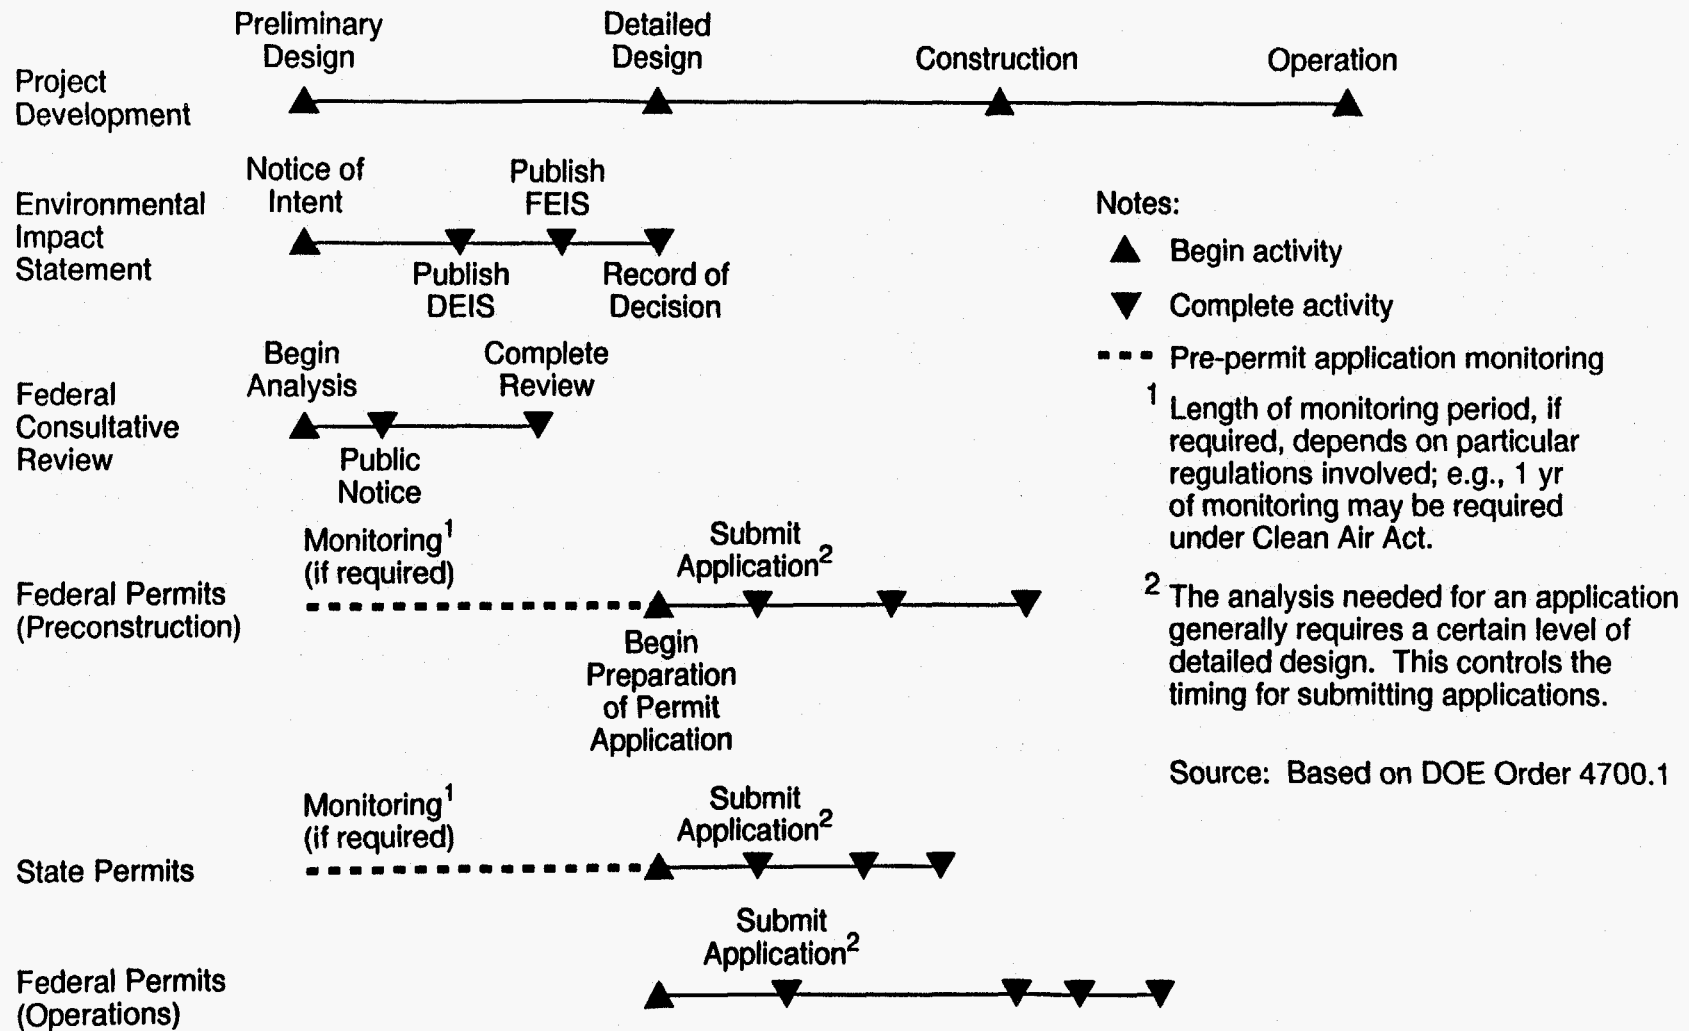 Preliminary
Design
Detailed
Design
Construction
Operation
Project
Development
Notice of
Intent
Publish
FEIS
Environmental
Impact
Statement
Publish
DEIS
Record of
Decision
Begin
Analysis
Complete
Review
Federal
Consultative
Review
Public
Notice
Monitoring¹
(if required)
Submit
Application²
Federal Permits
(Preconstruction)
Begin
Preparation
of Permit
Application
Monitoring¹
(if required)
Submit
Application²
State Permits
Submit
Application²
Federal Permits
(Operations)
Notes:
Begin activity
Complete activity
Pre-permit application monitoring
¹ Length of monitoring period, if
required, depends on particular
regulations involved; e.g., 1 yr
of monitoring may be required
under Clean Air Act.
² The analysis needed for an application
generally requires a certain level of
detailed design. This controls the
timing for submitting applications.
Source: Based on DOE Order 4700.1